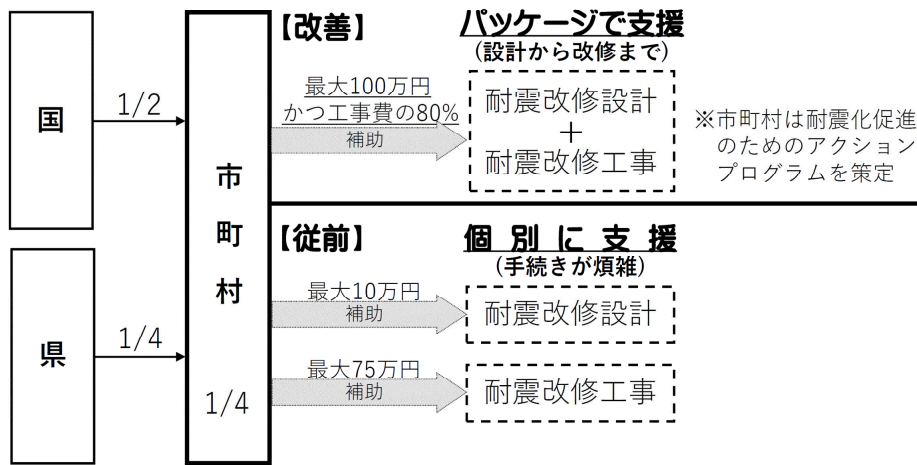 国
1/2
県
1/4
市町村
1/4
【改善】
パッケージで支援
(設計から改修まで)
最大100万円
かつ工事費の80%
補助
耐震改修設計
＋
耐震改修工事
※市町村は耐震化促進
のためのアクション
プログラムを策定
【従前】
個別に支援
(手続きが煩雑)
最大10万円
補助
耐震改修設計
最大75万円
補助
耐震改修工事